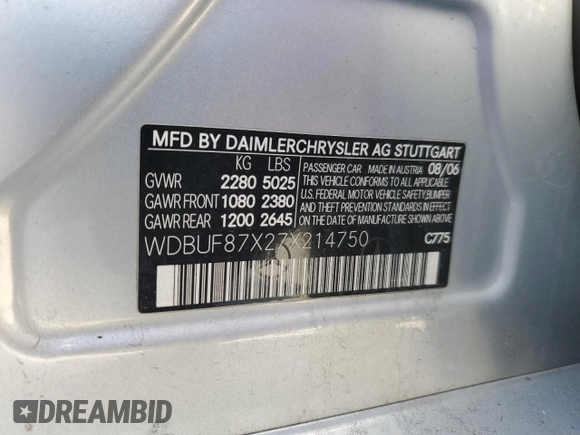 MFD BY DAIMLERCHRYSLER AG STUTTGART
KG LBS
GVWR 2280 5025
GAWR FRONT 1080 2380
GAWR REAR 1200 2645
PASSENGER CAR MADE IN AUSTRIA 08/06
THIS VEHICLE CONFORMS TO ALL APPLICABLE
U.S. FEDERAL MOTOR VEHICLE SAFETY,BUMPER
AND THEFT PREVENTION STANDARDS IN EFFECT
ON THE DATE OF MANUFACTURE SHOWN ABOVE.
WDBUF87X27X214750 C775
DREAMBID